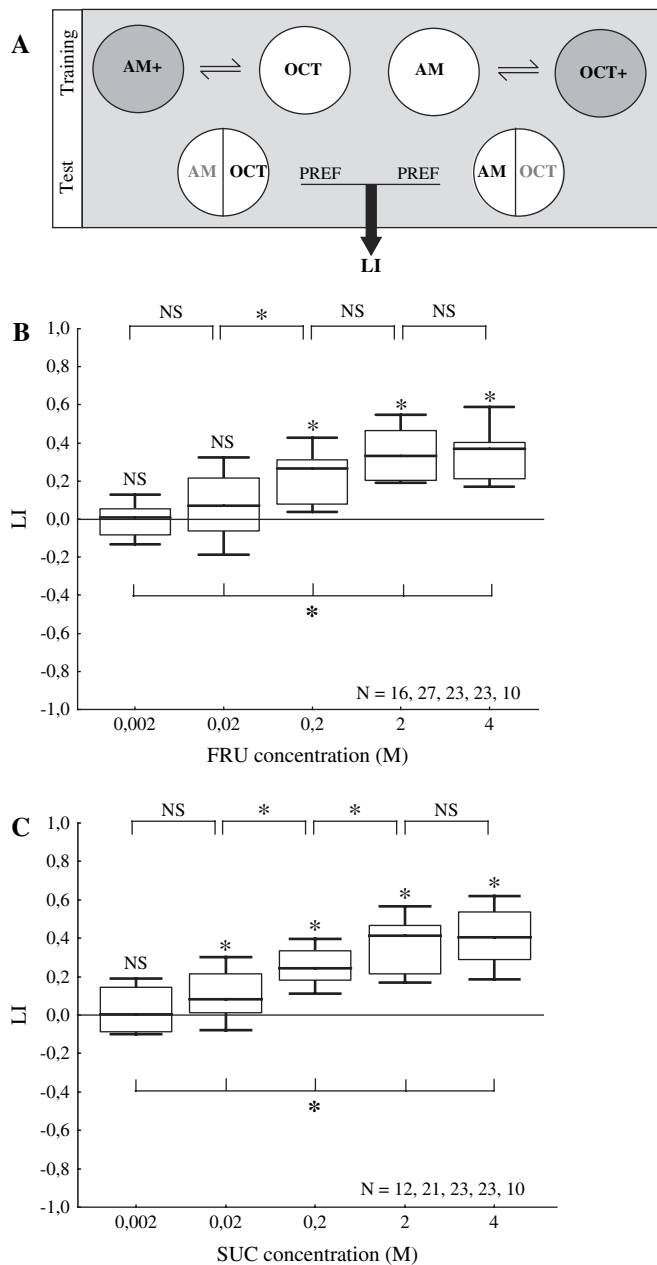 A
Training
AM+ OCT AM OCT+
Test
AM OCT PREF PREF AM OCT
LI
B
NS * NS NS
1,0
0,8
0,6
0,4
0,2
0,0
-0,2
-0,4
-0,6
-0,8
-1,0
LI
NS NS * * *
*
N = 16, 27, 23, 23, 10
0,002 0,02 0,2 2 4
FRU concentration (M)
C
NS * * NS
1,0
0,8
0,6
0,4
0,2
0,0
-0,2
-0,4
-0,6
-0,8
-1,0
LI
NS * * * *
*
N = 12, 21, 23, 23, 10
0,002 0,02 0,2 2 4
SUC concentration (M)